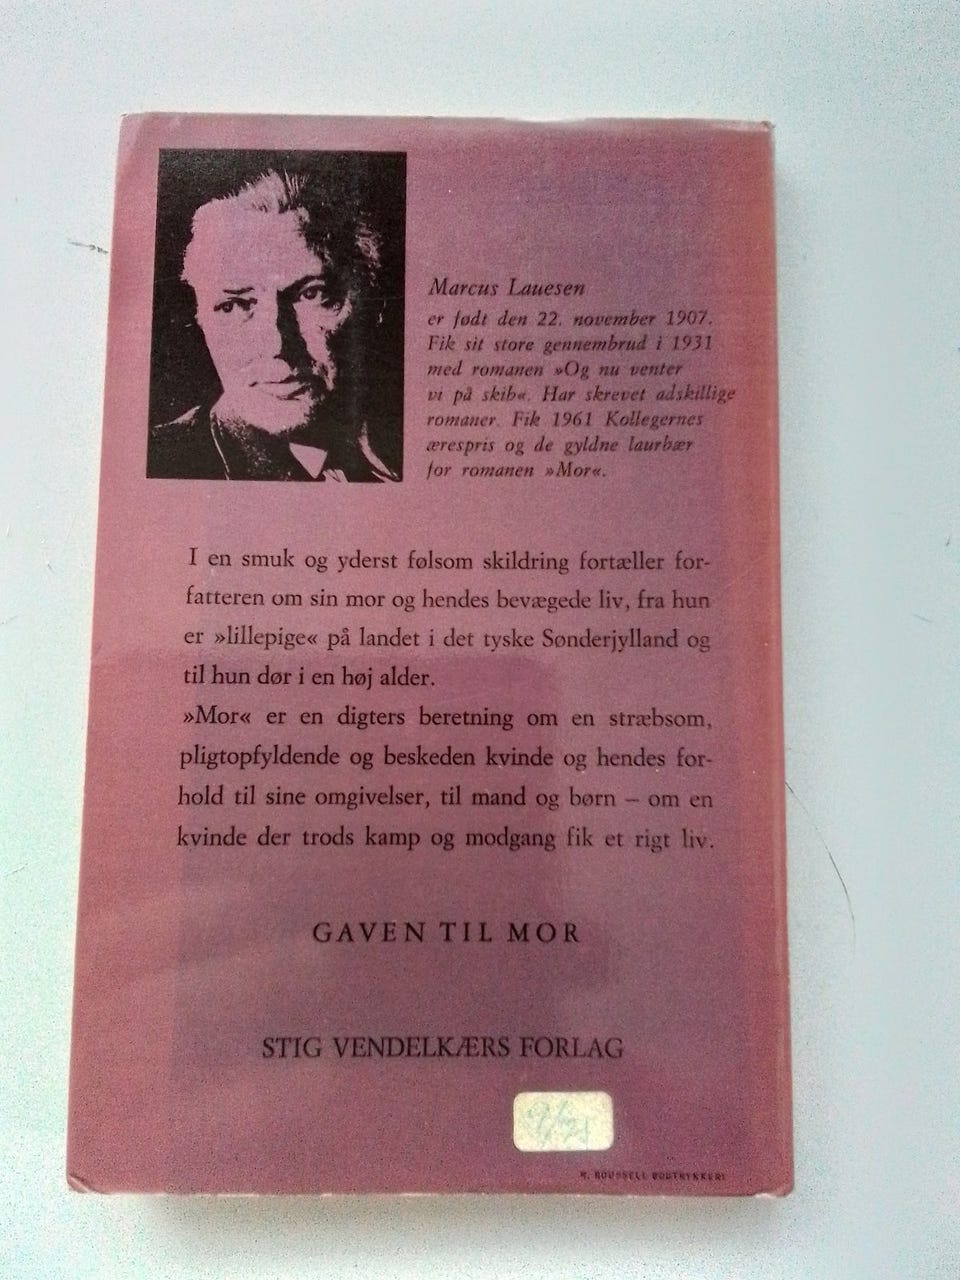 Marcus Lauesen
er født den 22. november 1907.
Fik sit store gennembrud i 1931
med romanen »Og nu venter
vi på skib«. Har skrevet adskillige
romaner. Fik 1961 Kollegernes
ærespris og de gyldne laurbær
for romanen »Mor«.
I en smuk og yderst følsom skildring fortæller for-
fatteren om sin mor og hendes bevægede liv, fra hun
er »lillepige« på landet i det tyske Sønderjylland og
til hun dør i en høj alder.
»Mor« er en digters beretning om en stræbsom,
pligtopfyldende og beskeden kvinde og hendes for-
hold til sine omgivelser, til mand og børn – om en
kvinde der trods kamp og modgang fik et rigt liv.
GAVEN TIL MOR
STIG VENDELKÆRS FORLAG
ROUSSELL BOGTRYKKERI